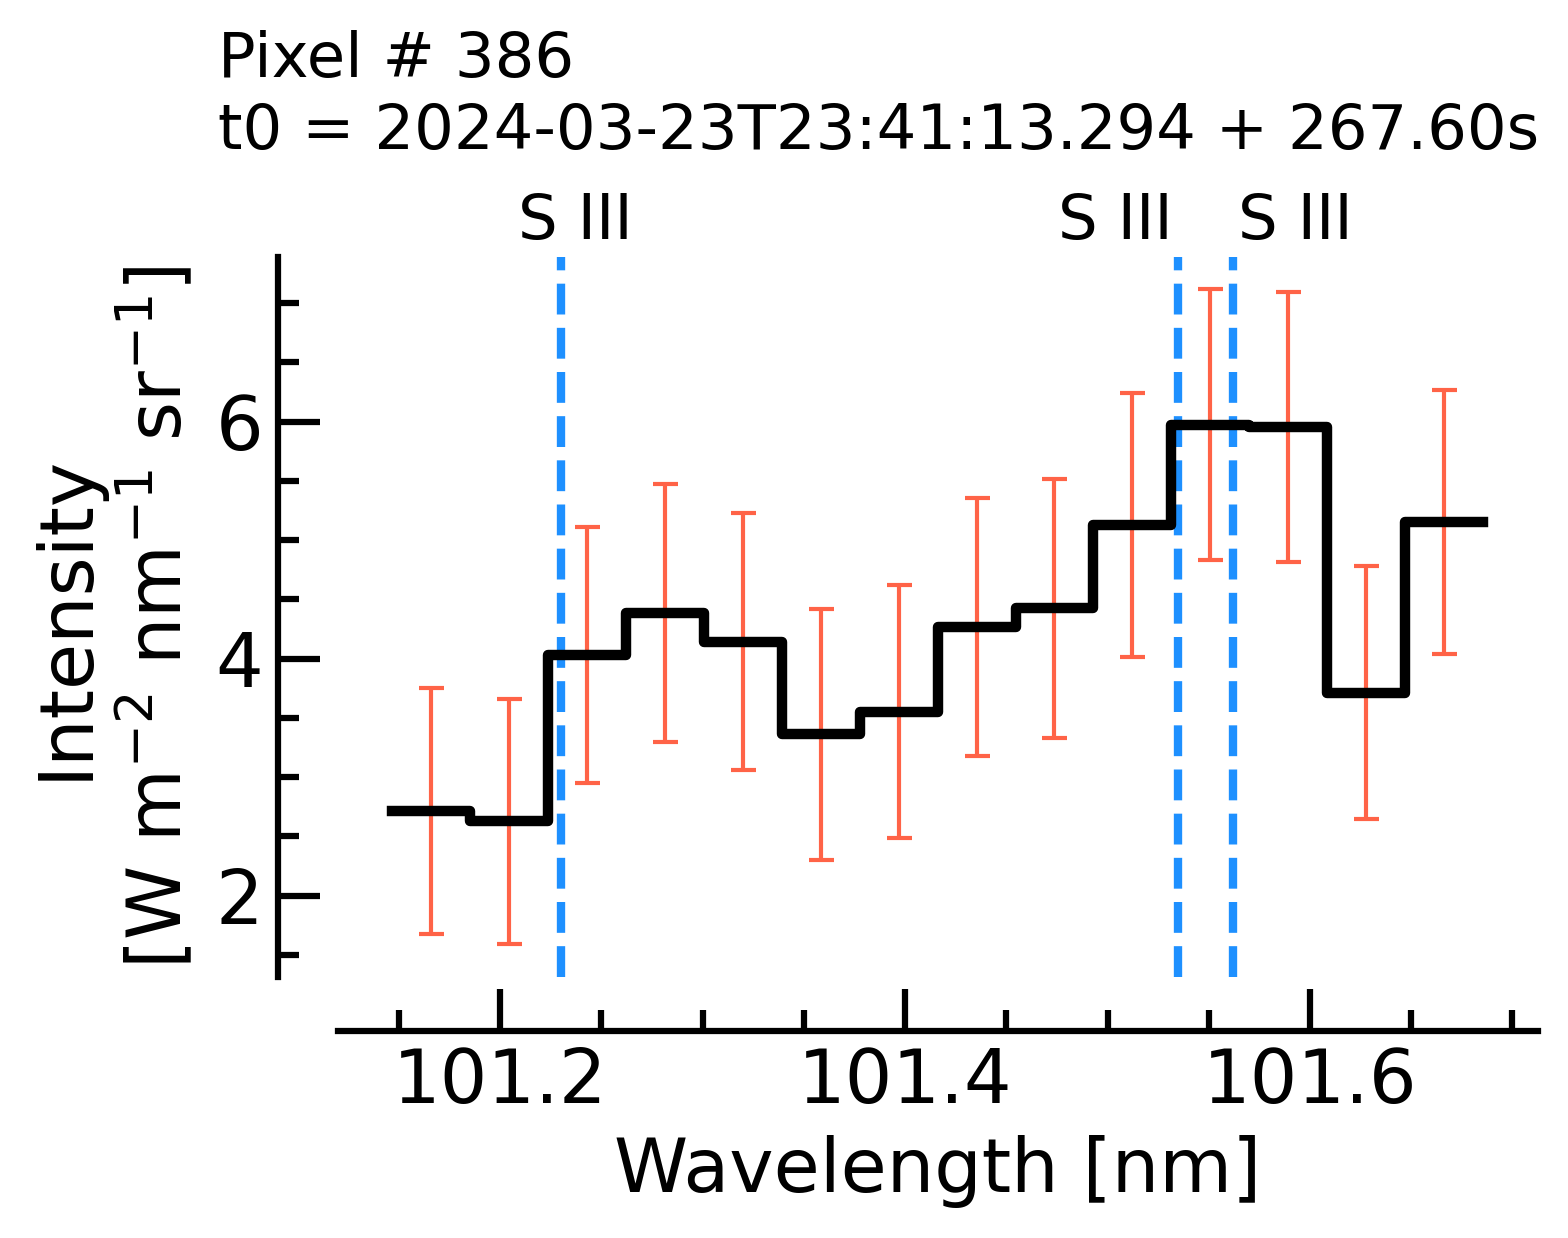 Pixel # 386
t0 = 2024-03-23T23:41:13.294 + 267.60s
S III S III S III
Intensity
[W m⁻² nm⁻¹ sr⁻¹]
6
4
2
101.2 101.4 101.6
Wavelength [nm]